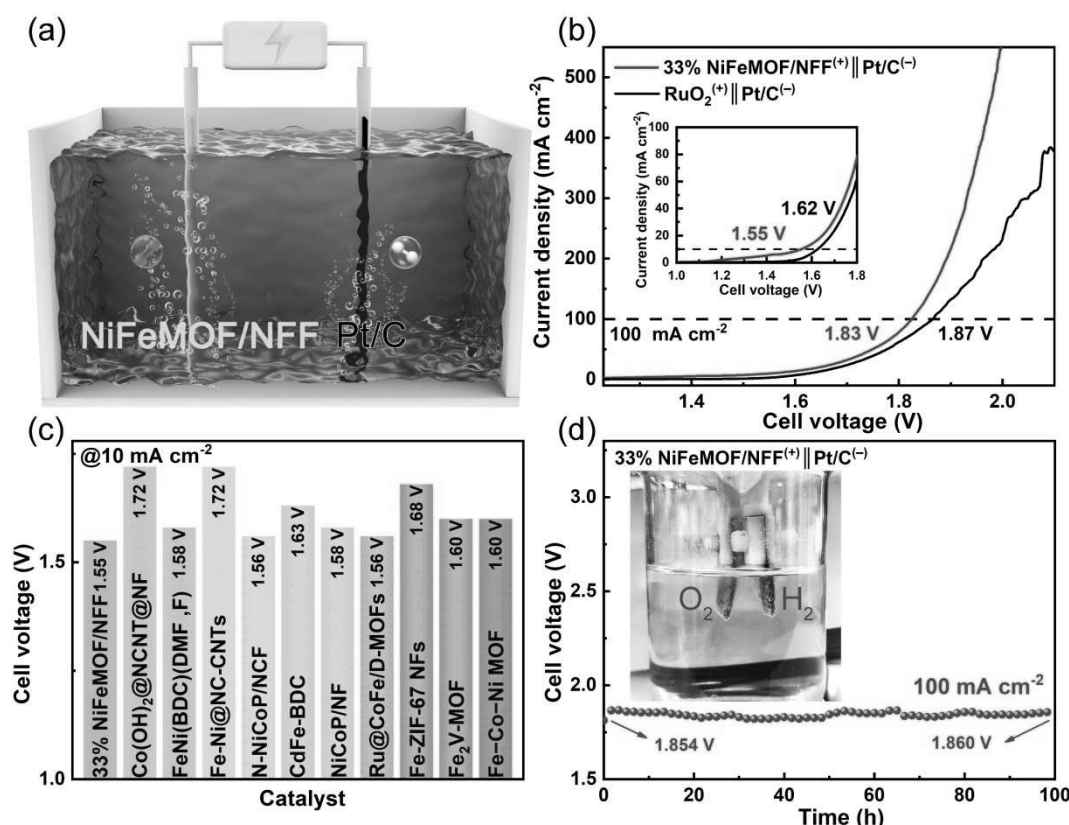 (a)
NiFeMOF/NFF Pt/C
(b)
Current density (mA cm⁻²)
500
400
300
200
100
0
33% NiFeMOF/NFF⁽⁺⁾||Pt/C⁽⁻⁾
RuO₂⁽⁺⁾||Pt/C⁽⁻⁾
Current density (mA cm⁻²)
100
80
60
40
20
0
1.62 V
1.55 V
1.0 1.2 1.4 1.6 1.8
Cell voltage (V)
100 mA cm⁻² 1.83 V 1.87 V
1.4 1.6 1.8 2.0
Cell voltage (V)
(c)
@10 mA cm⁻²
Cell voltage (V)
1.5
1.0
33% NiFeMOF/NFF 1.55 V
Co(OH)₂@NCNT@NF 1.72 V
FeNi(BDC)(DMF ,F) 1.58 V
Fe-Ni@NC-CNTs 1.72 V
N-NiCoP/NCF 1.56 V
CdFe-BDC 1.63 V
NiCoP/NF 1.58 V
Ru@CoFe/D-MOFs 1.56 V
Fe-ZIF-67 NFs 1.68 V
Fe₂V-MOF 1.60 V
Fe–Co–Ni MOF 1.60 V
Catalyst
(d)
Cell voltage (V)
3.0
2.5
2.0
1.5
33% NiFeMOF/NFF⁽⁺⁾||Pt/C⁽⁻⁾
O₂ H₂
100 mA cm⁻²
1.854 V 1.860 V
0 20 40 60 80 100
Time (h)